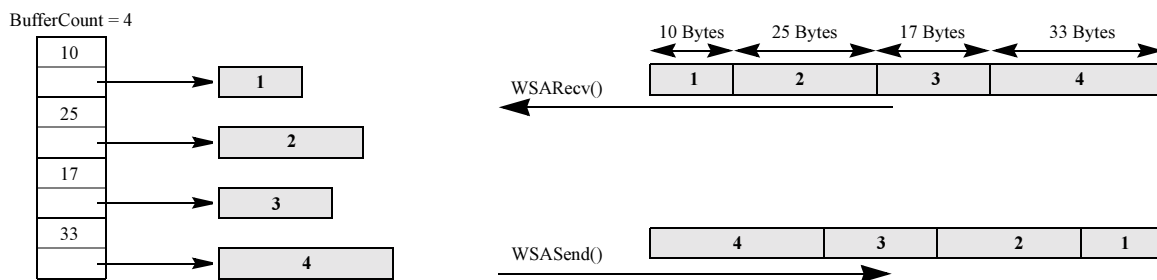 BufferCount = 4
10
1
25
2
17
3
33
4
10 Bytes 25 Bytes 17 Bytes 33 Bytes
1 2 3 4
WSARecv()
4 3 2 1
WSASend()